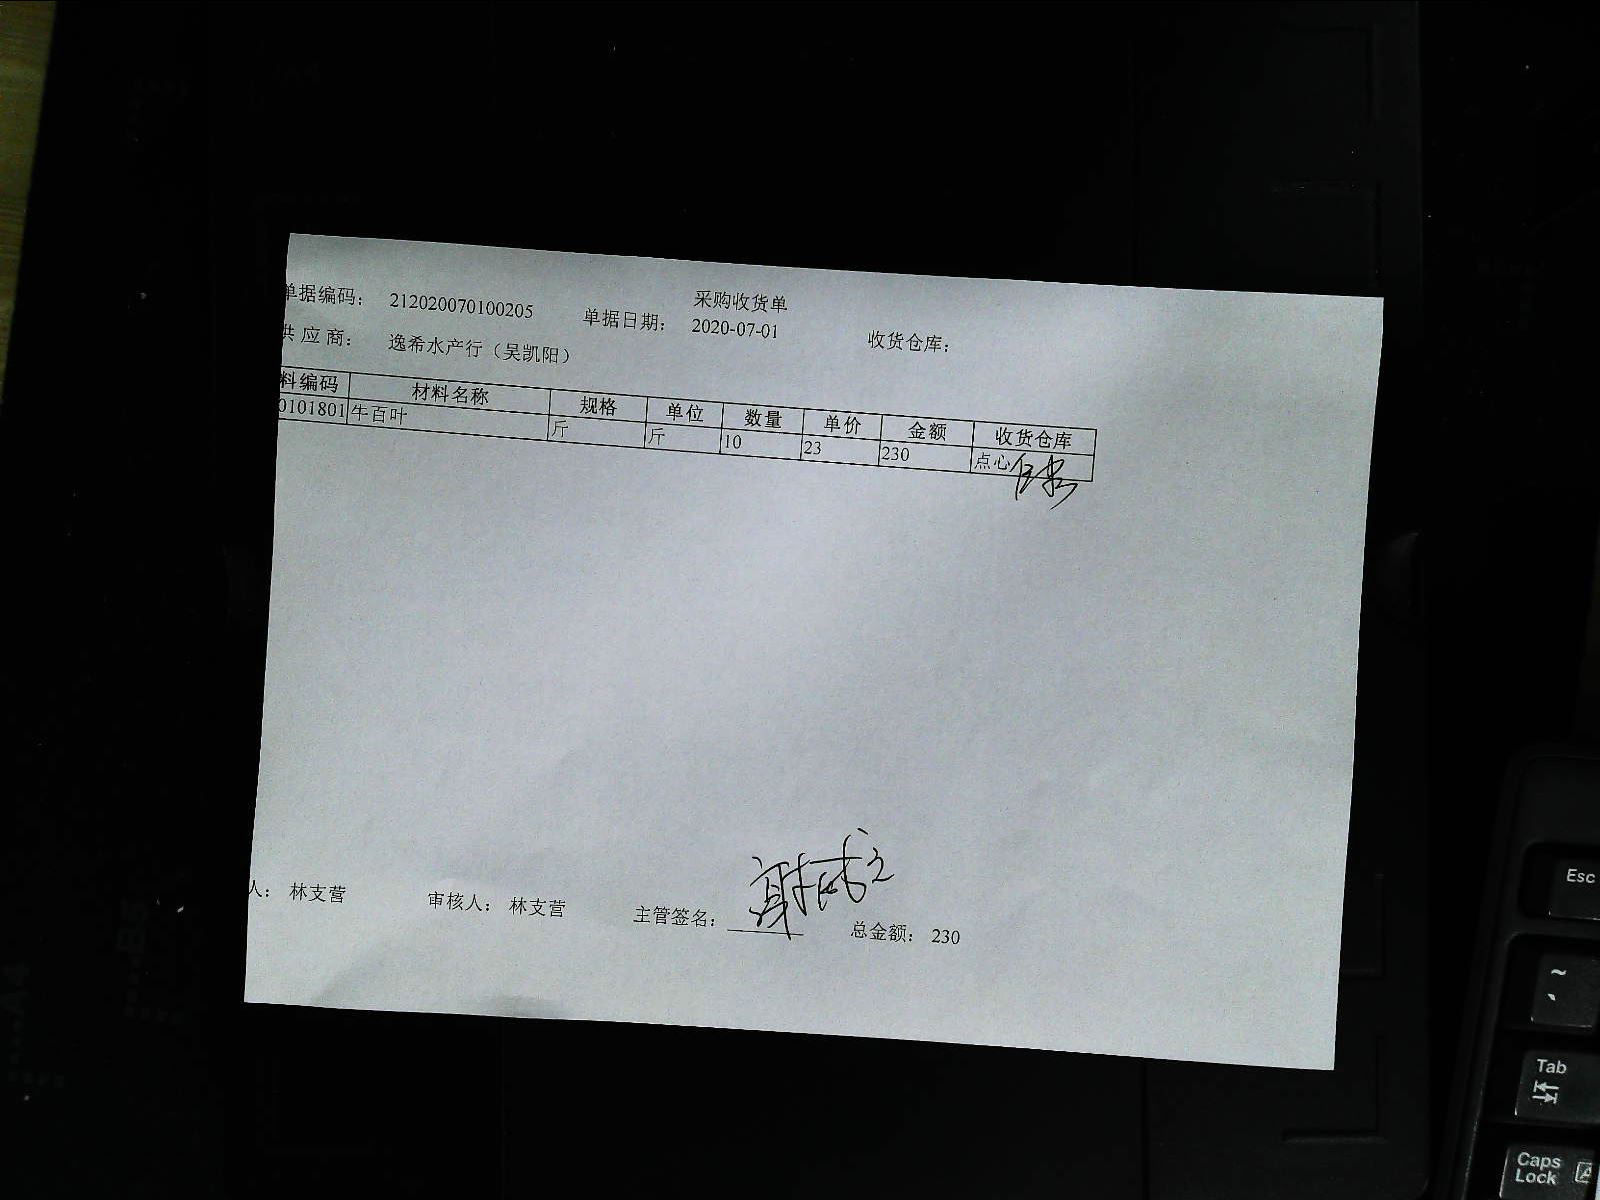 采购收货单
单据编码： 212020070100205 单据日期： 2020-07-01 收货仓库：
供 应 商： 逸希水产行（吴凯阳）
料编码 材料名称 规格 单位 数量 单价 金额 收货仓库
0101801 牛百叶 斤 斤 10 23 230 点心
人： 林支营 审核人： 林支营 主管签名： 总金额： 230
Esc
~
Tab
Caps Lock